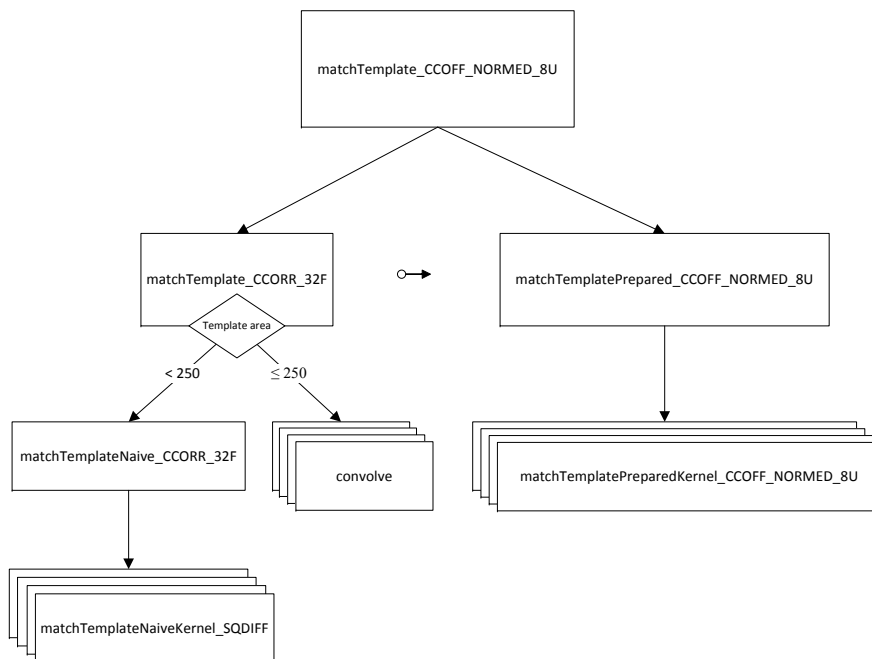 matchTemplate_CCOFF_NORMED_8U
matchTemplate_CCORR_32F
matchTemplatePrepared_CCOFF_NORMED_8U
Template area
< 250
≤ 250
matchTemplateNaive_CCORR_32F
convolve
matchTemplatePreparedKernel_CCOFF_NORMED_8U
matchTemplateNaiveKernel_SQDIFF